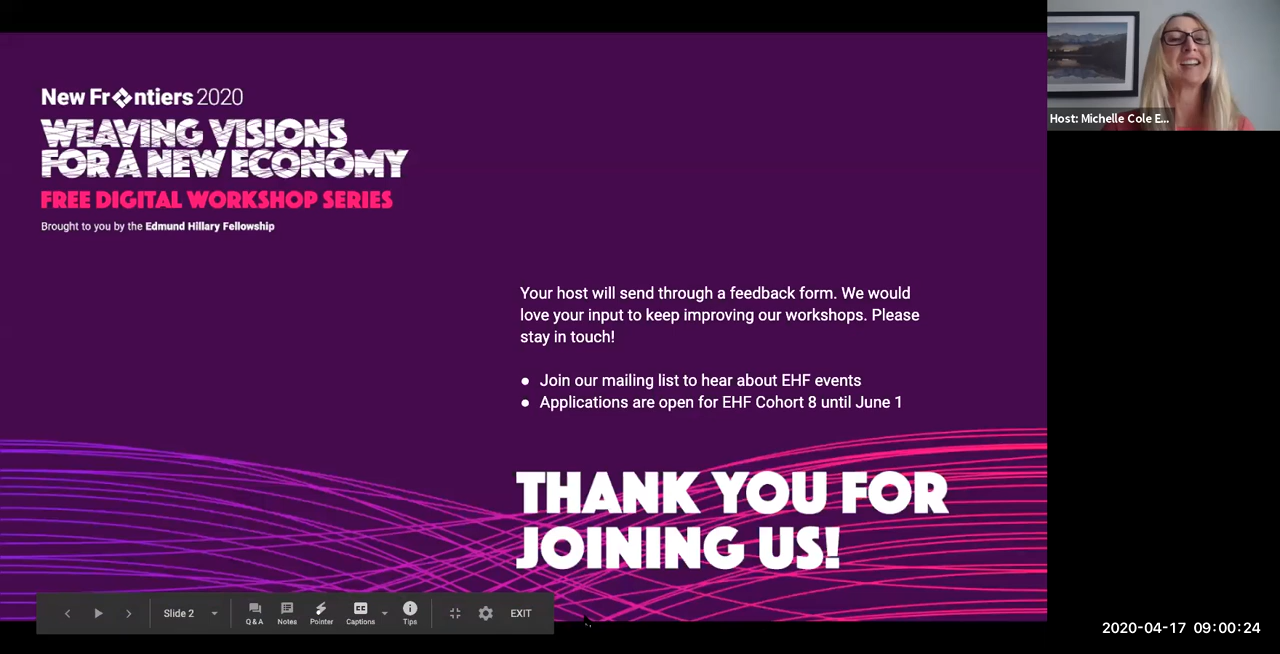 New Frontiers 2020
WEAVING VISIONS
FOR A NEW ECONOMY
FREE DIGITAL WORKSHOP SERIES
Brought to you by the Edmund Hillary Fellowship
Host: Michelle Cole E...
Your host will send through a feedback form. We would
love your input to keep improving our workshops. Please
stay in touch!
● Join our mailing list to hear about EHF events
● Applications are open for EHF Cohort 8 until June 1
THANK YOU FOR
JOINING US!
Slide 2
Q & A
Notes
Pointer
CC
Captions
Tips
EXIT
2020-04-17 09:00:24